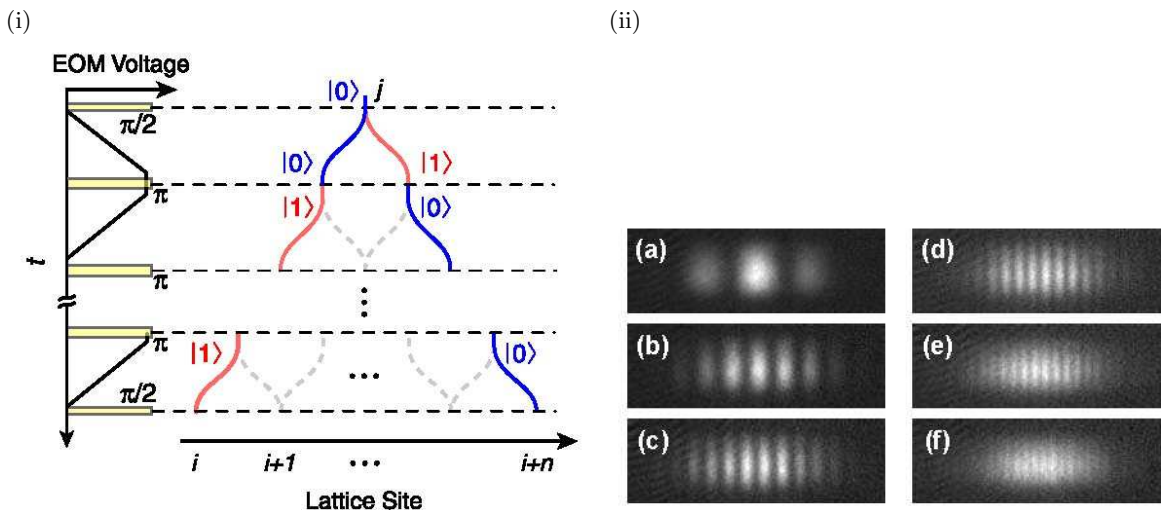 (i)
EOM Voltage
|0⟩ j
π/2
|0⟩ |1⟩
π
|1⟩ |0⟩
t
π
π
|1⟩ |0⟩
π/2
i i+1 ••• i+n
Lattice Site
(ii)
(a) (d)
(b) (e)
(c) (f)